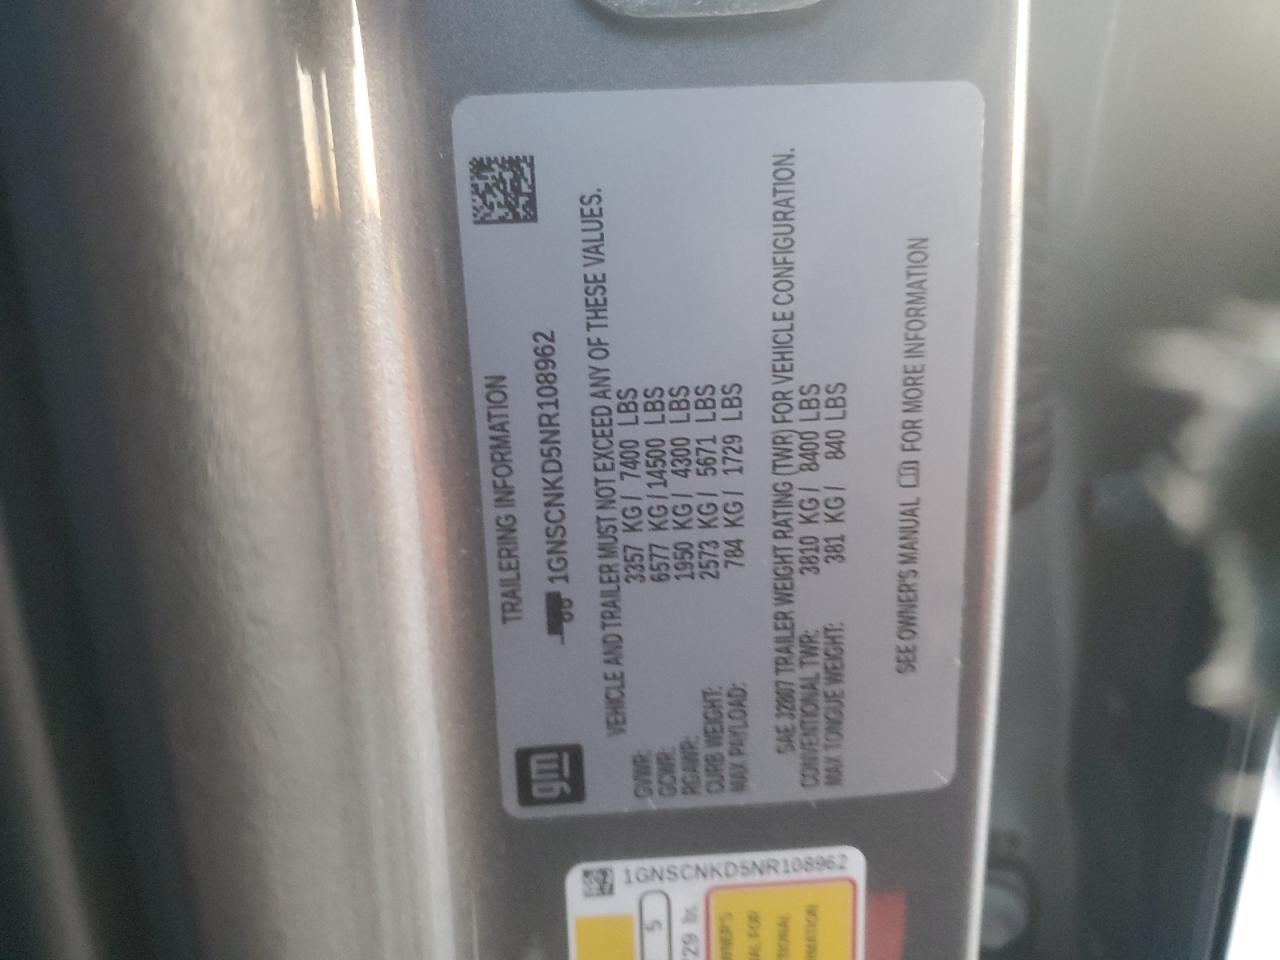 gm
TRAILERING INFORMATION
1GNSCNKD5NR108962
VEHICLE AND TRAILER MUST NOT EXCEED ANY OF THESE VALUES.
GVWR: 3357 KG / 7400 LBS
GCWR: 6577 KG / 14500 LBS
RGAWR: 1950 KG / 4300 LBS
CURB WEIGHT: 2573 KG / 5671 LBS
MAX PAYLOAD: 784 KG / 1729 LBS
SAE J2807 TRAILER WEIGHT RATING (TWR) FOR VEHICLE CONFIGURATION.
CONVENTIONAL TWR: 3810 KG / 8400 LBS
MAX TONGUE WEIGHT: 381 KG / 840 LBS
SEE OWNER'S MANUAL FOR MORE INFORMATION
1GNSCNKD5NR108962
5